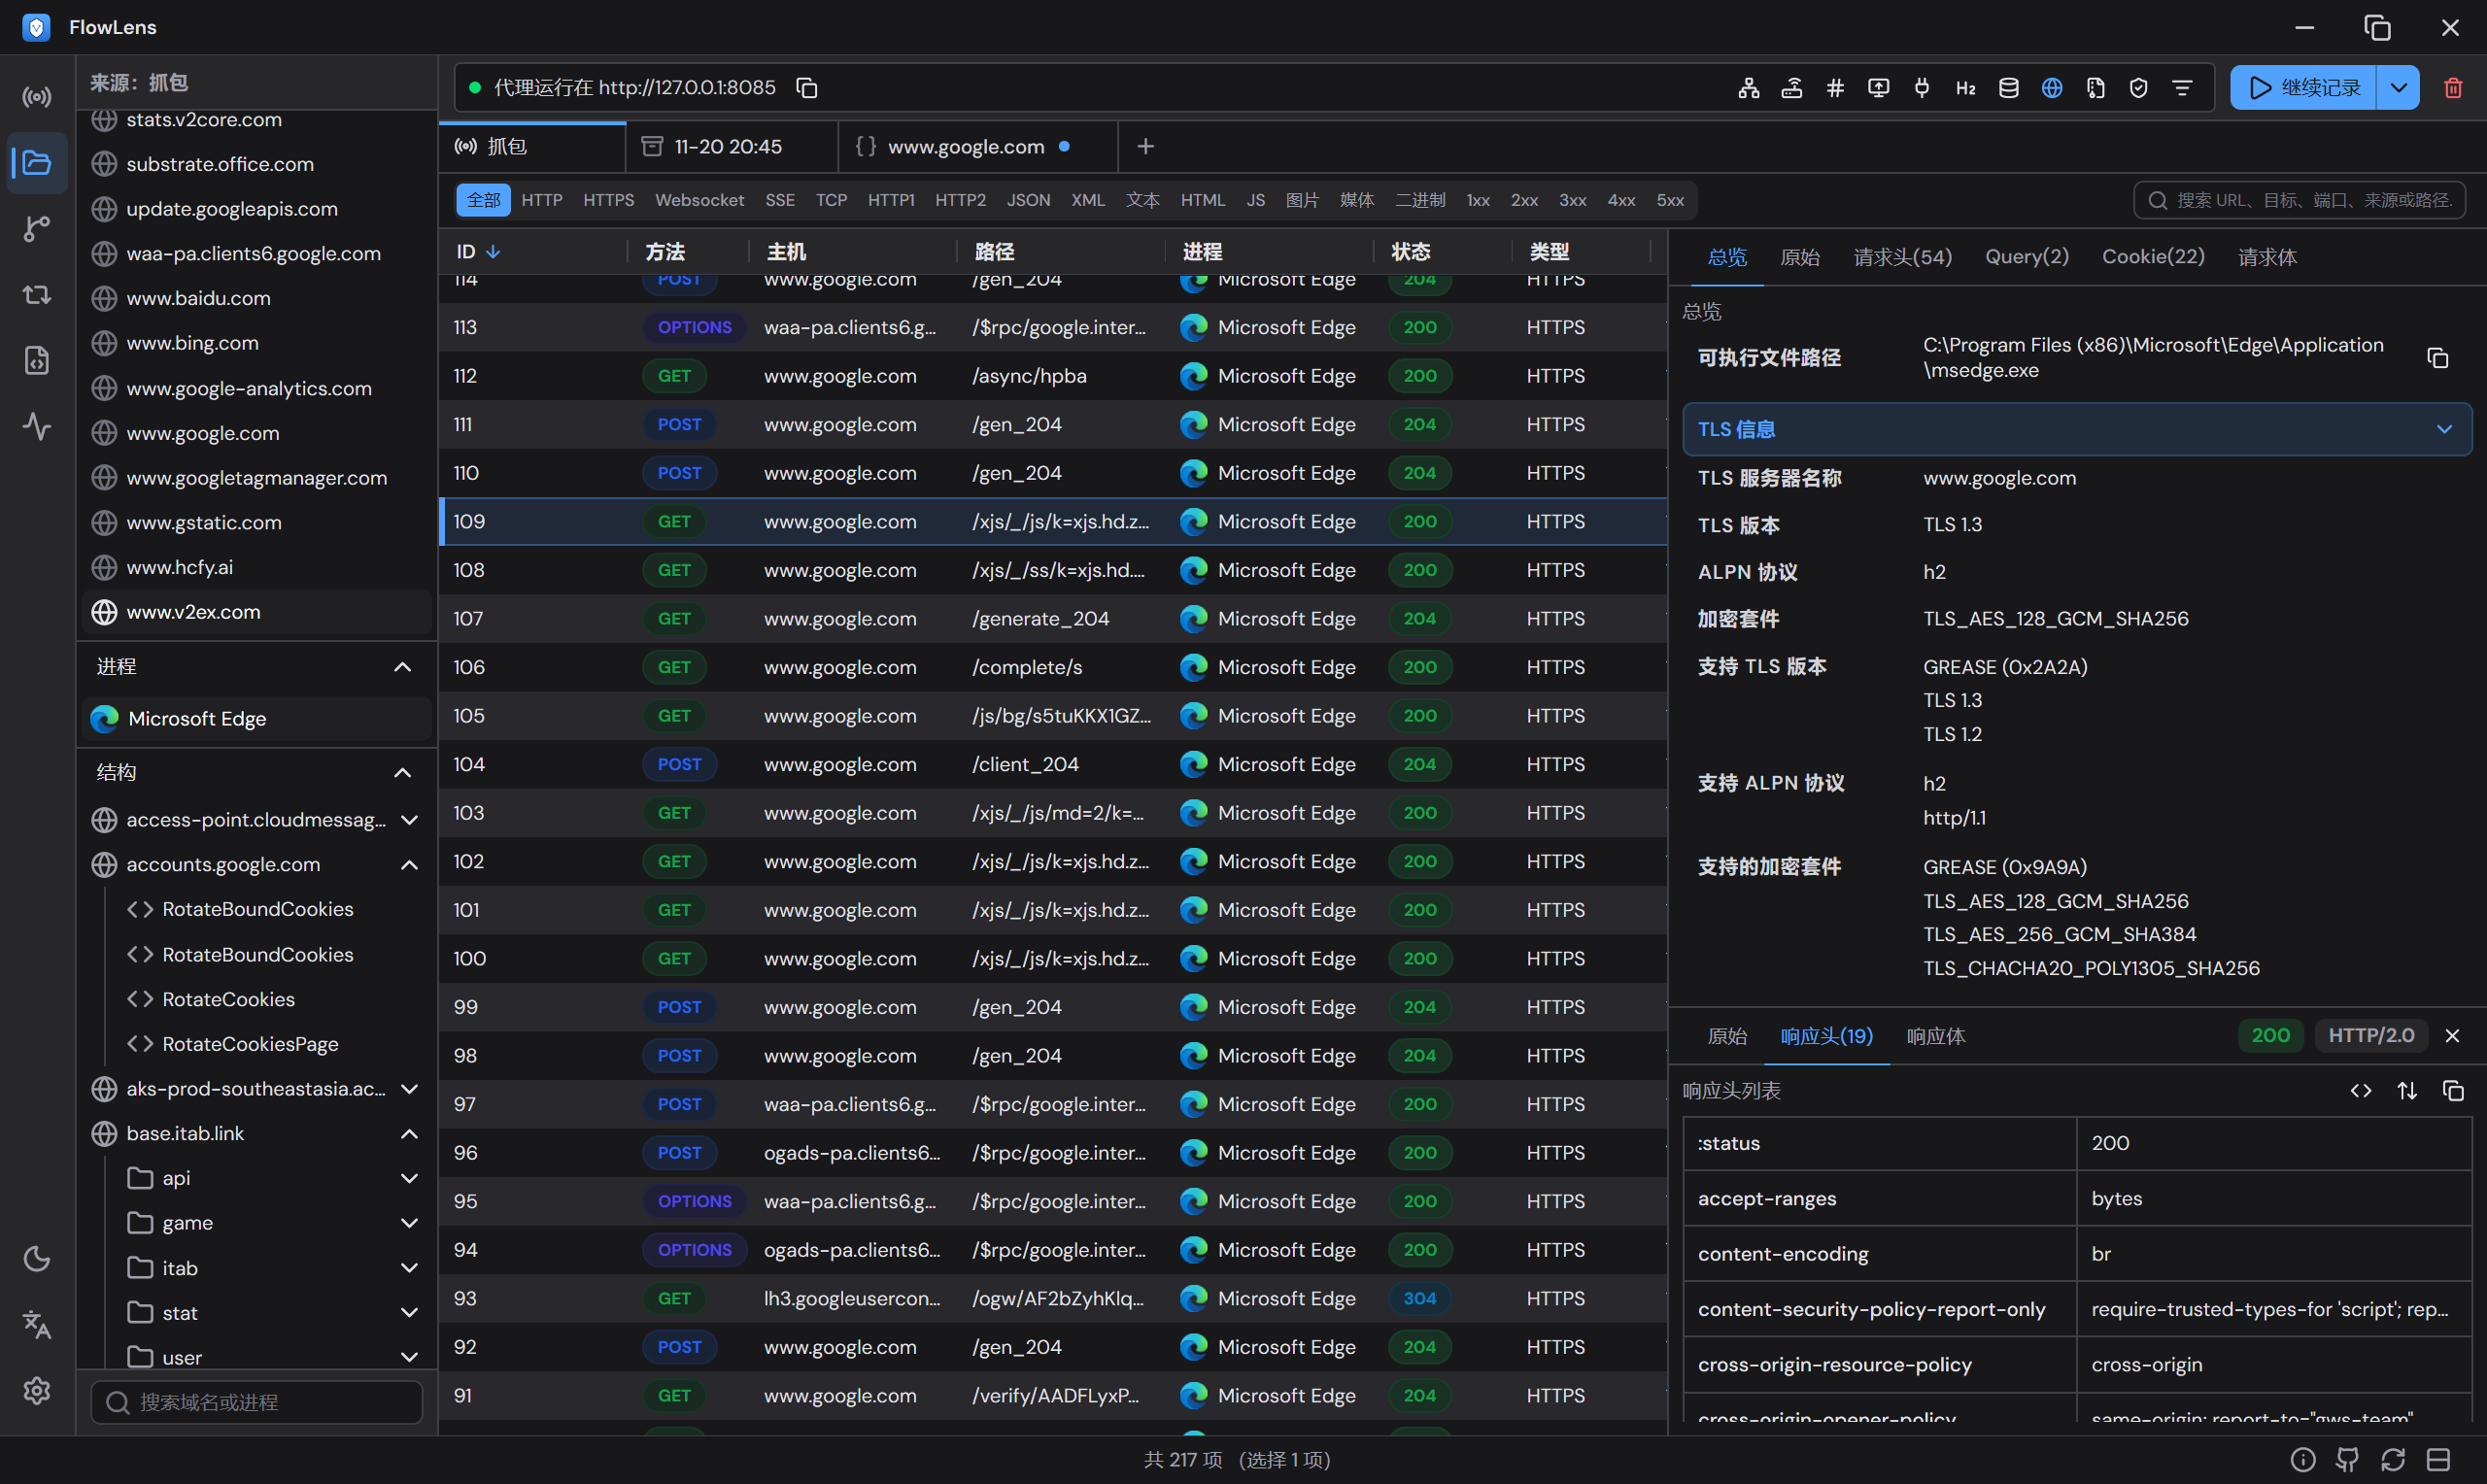 FlowLens
来源：抓包
stats.v2core.com
substrate.office.com
update.googleapis.com
waa-pa.clients6.google.com
www.baidu.com
www.bing.com
www.google-analytics.com
www.google.com
www.googletagmanager.com
www.gstatic.com
www.hcfy.ai
www.v2ex.com
进程
Microsoft Edge
结构
access-point.cloudmessag...
accounts.google.com
RotateBoundCookies
RotateBoundCookies
RotateCookies
RotateCookiesPage
aks-prod-southeastasia.ac...
base.itab.link
api
game
itab
stat
user
搜索域名或进程
代理运行在 http://127.0.0.1:8085
H2
继续记录
抓包
11-20 20:45
www.google.com
全部 HTTP HTTPS Websocket SSE TCP HTTP1 HTTP2 JSON XML 文本 HTML JS 图片 媒体 二进制 1xx 2xx 3xx 4xx 5xx
搜索 URL、目标、端口、来源或路径.
ID 方法 主机 路径 进程 状态 类型
114 POST www.google.com /gen_204 Microsoft Edge 204 HTTPS
113 OPTIONS waa-pa.clients6.g... /$rpc/google.inter... Microsoft Edge 200 HTTPS
112 GET www.google.com /async/hpba Microsoft Edge 200 HTTPS
111 POST www.google.com /gen_204 Microsoft Edge 204 HTTPS
110 POST www.google.com /gen_204 Microsoft Edge 204 HTTPS
109 GET www.google.com /xjs/_/js/k=xjs.hd.z... Microsoft Edge 200 HTTPS
108 GET www.google.com /xjs/_/ss/k=xjs.hd.... Microsoft Edge 200 HTTPS
107 GET www.google.com /generate_204 Microsoft Edge 204 HTTPS
106 GET www.google.com /complete/s Microsoft Edge 200 HTTPS
105 GET www.google.com /js/bg/s5tuKKX1GZ... Microsoft Edge 200 HTTPS
104 POST www.google.com /client_204 Microsoft Edge 204 HTTPS
103 GET www.google.com /xjs/_/js/md=2/k=... Microsoft Edge 200 HTTPS
102 GET www.google.com /xjs/_/js/k=xjs.hd.z... Microsoft Edge 200 HTTPS
101 GET www.google.com /xjs/_/js/k=xjs.hd.z... Microsoft Edge 200 HTTPS
100 GET www.google.com /xjs/_/js/k=xjs.hd.z... Microsoft Edge 200 HTTPS
99 POST www.google.com /gen_204 Microsoft Edge 204 HTTPS
98 POST www.google.com /gen_204 Microsoft Edge 204 HTTPS
97 POST waa-pa.clients6.g... /$rpc/google.inter... Microsoft Edge 200 HTTPS
96 POST ogads-pa.clients6... /$rpc/google.inter... Microsoft Edge 200 HTTPS
95 OPTIONS waa-pa.clients6.g... /$rpc/google.inter... Microsoft Edge 200 HTTPS
94 OPTIONS ogads-pa.clients6... /$rpc/google.inter... Microsoft Edge 200 HTTPS
93 GET lh3.googleusercon... /ogw/AF2bZyhKlq... Microsoft Edge 304 HTTPS
92 POST www.google.com /gen_204 Microsoft Edge 204 HTTPS
91 GET www.google.com /verify/AADFLyxP... Microsoft Edge 204 HTTPS
总览 原始 请求头(54) Query(2) Cookie(22) 请求体
总览
可执行文件路径 C:\Program Files (x86)\Microsoft\Edge\Application
\msedge.exe
TLS 信息
TLS 服务器名称 www.google.com
TLS 版本 TLS 1.3
ALPN 协议 h2
加密套件 TLS_AES_128_GCM_SHA256
支持 TLS 版本 GREASE (0x2A2A)
TLS 1.3
TLS 1.2
支持 ALPN 协议 h2
http/1.1
支持的加密套件 GREASE (0x9A9A)
TLS_AES_128_GCM_SHA256
TLS_AES_256_GCM_SHA384
TLS_CHACHA20_POLY1305_SHA256
原始 响应头(19) 响应体 200 HTTP/2.0
响应头列表
:status 200
accept-ranges bytes
content-encoding br
content-security-policy-report-only require-trusted-types-for 'script'; rep...
cross-origin-resource-policy cross-origin
cross-origin-opener-policy same-origin; report-to="gws-team"
共 217 项 (选择 1 项)